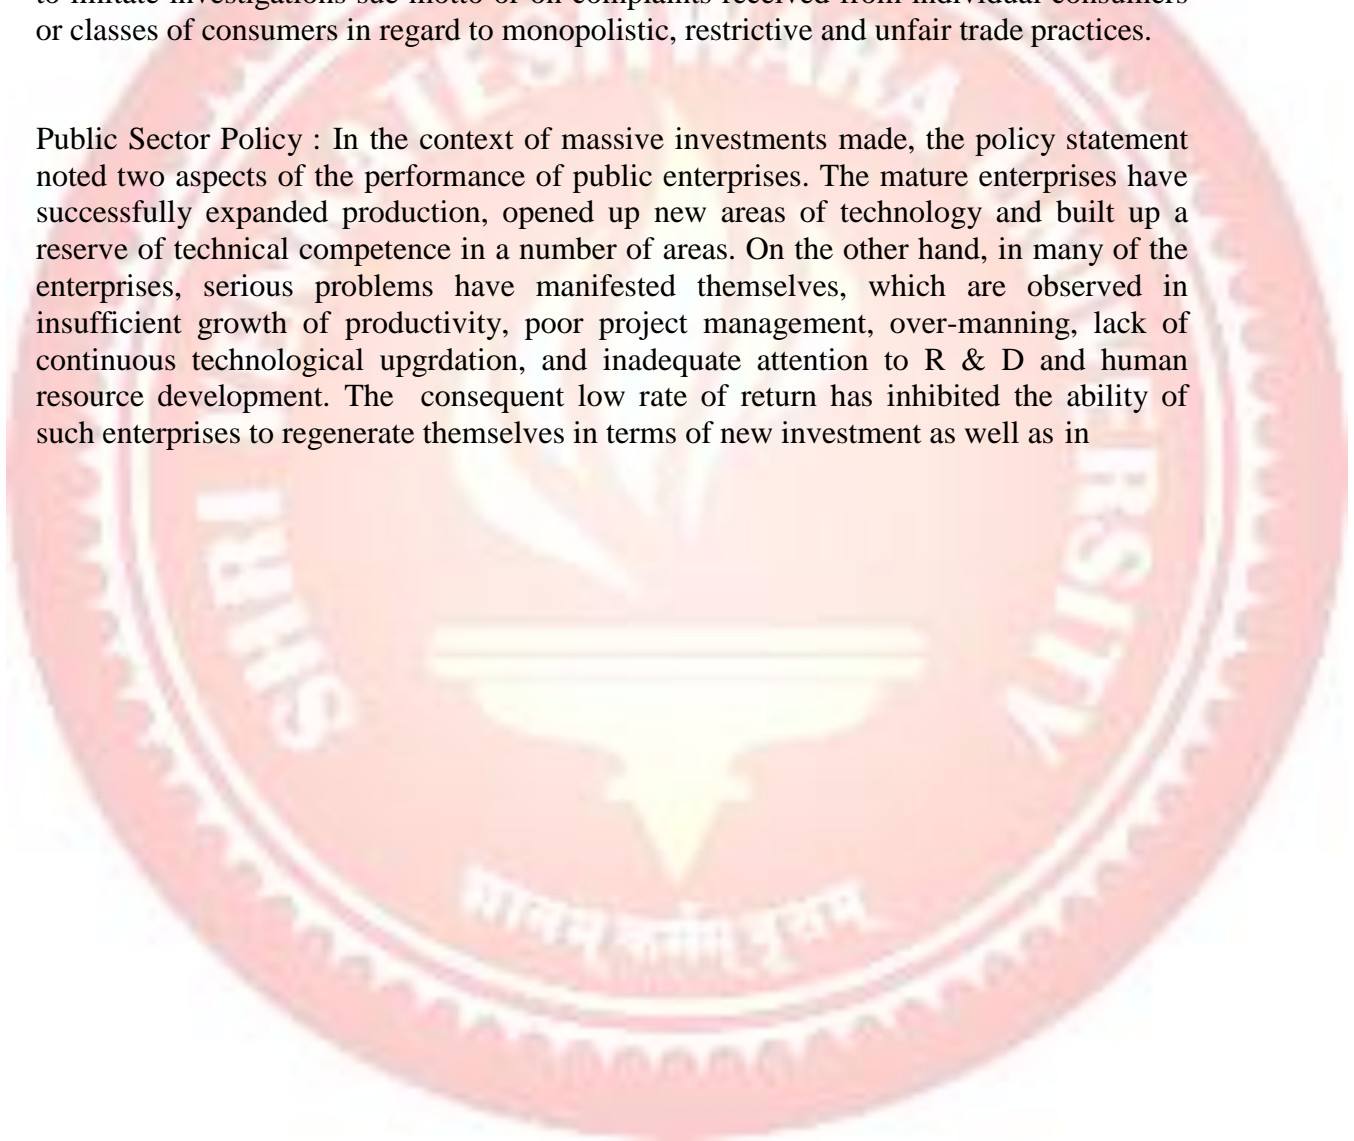 to initiate investigations suo motto or on complaints received from individual consumers
or classes of consumers in regard to monopolistic, restrictive and unfair trade practices.
Public Sector Policy : In the context of massive investments made, the policy statement
noted two aspects of the performance of public enterprises. The mature enterprises have
successfully expanded production, opened up new areas of technology and built up a
reserve of technical competence in a number of areas. On the other hand, in many of the
enterprises, serious problems have manifested themselves, which are observed in
insufficient growth of productivity, poor project management, over-manning, lack of
continuous technological upgrdation, and inadequate attention to R & D and human
resource development. The consequent low rate of return has inhibited the ability of
such enterprises to regenerate themselves in terms of new investment as well as in
SHRI
UNIVERSITY